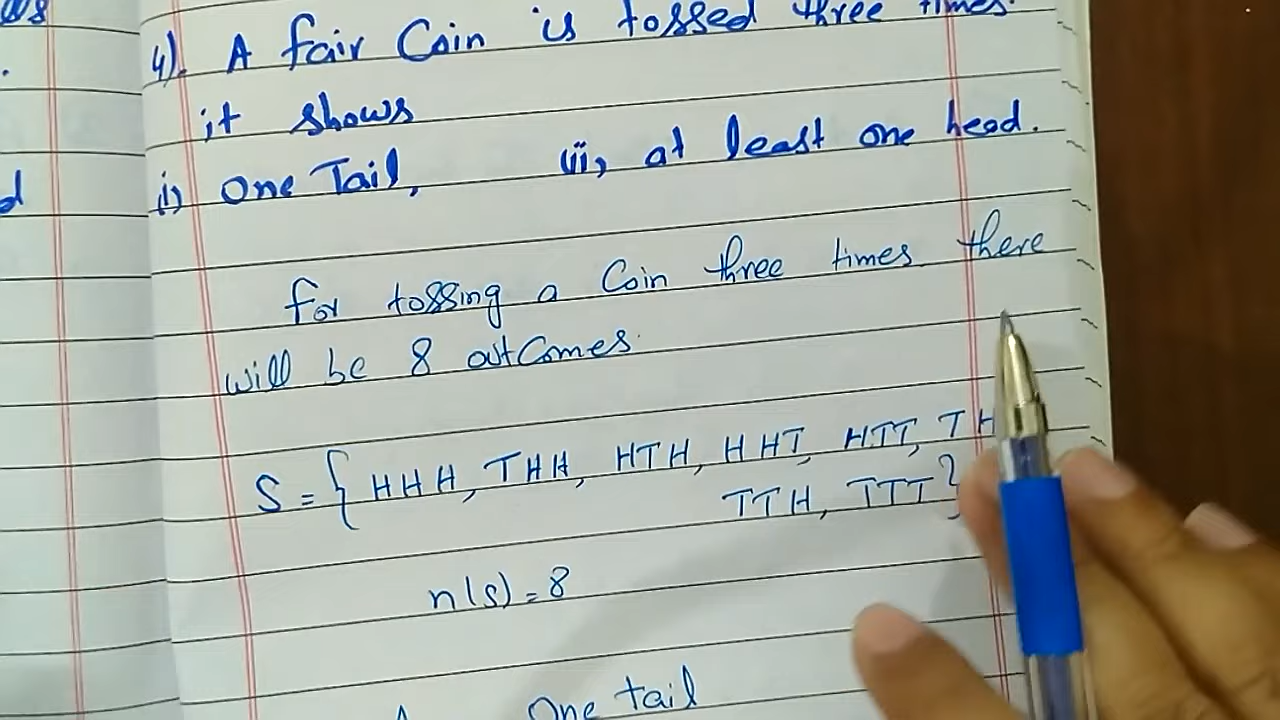 4). A fair Coin is tossed three times.
it shows
i) One Tail, (ii) at least one head.
For tossing a Coin three times there
will be 8 outComes.
S = { HHH, THH, HTH, HHT, HTT, TH
TTH, TTT }
n(s) = 8
One tail